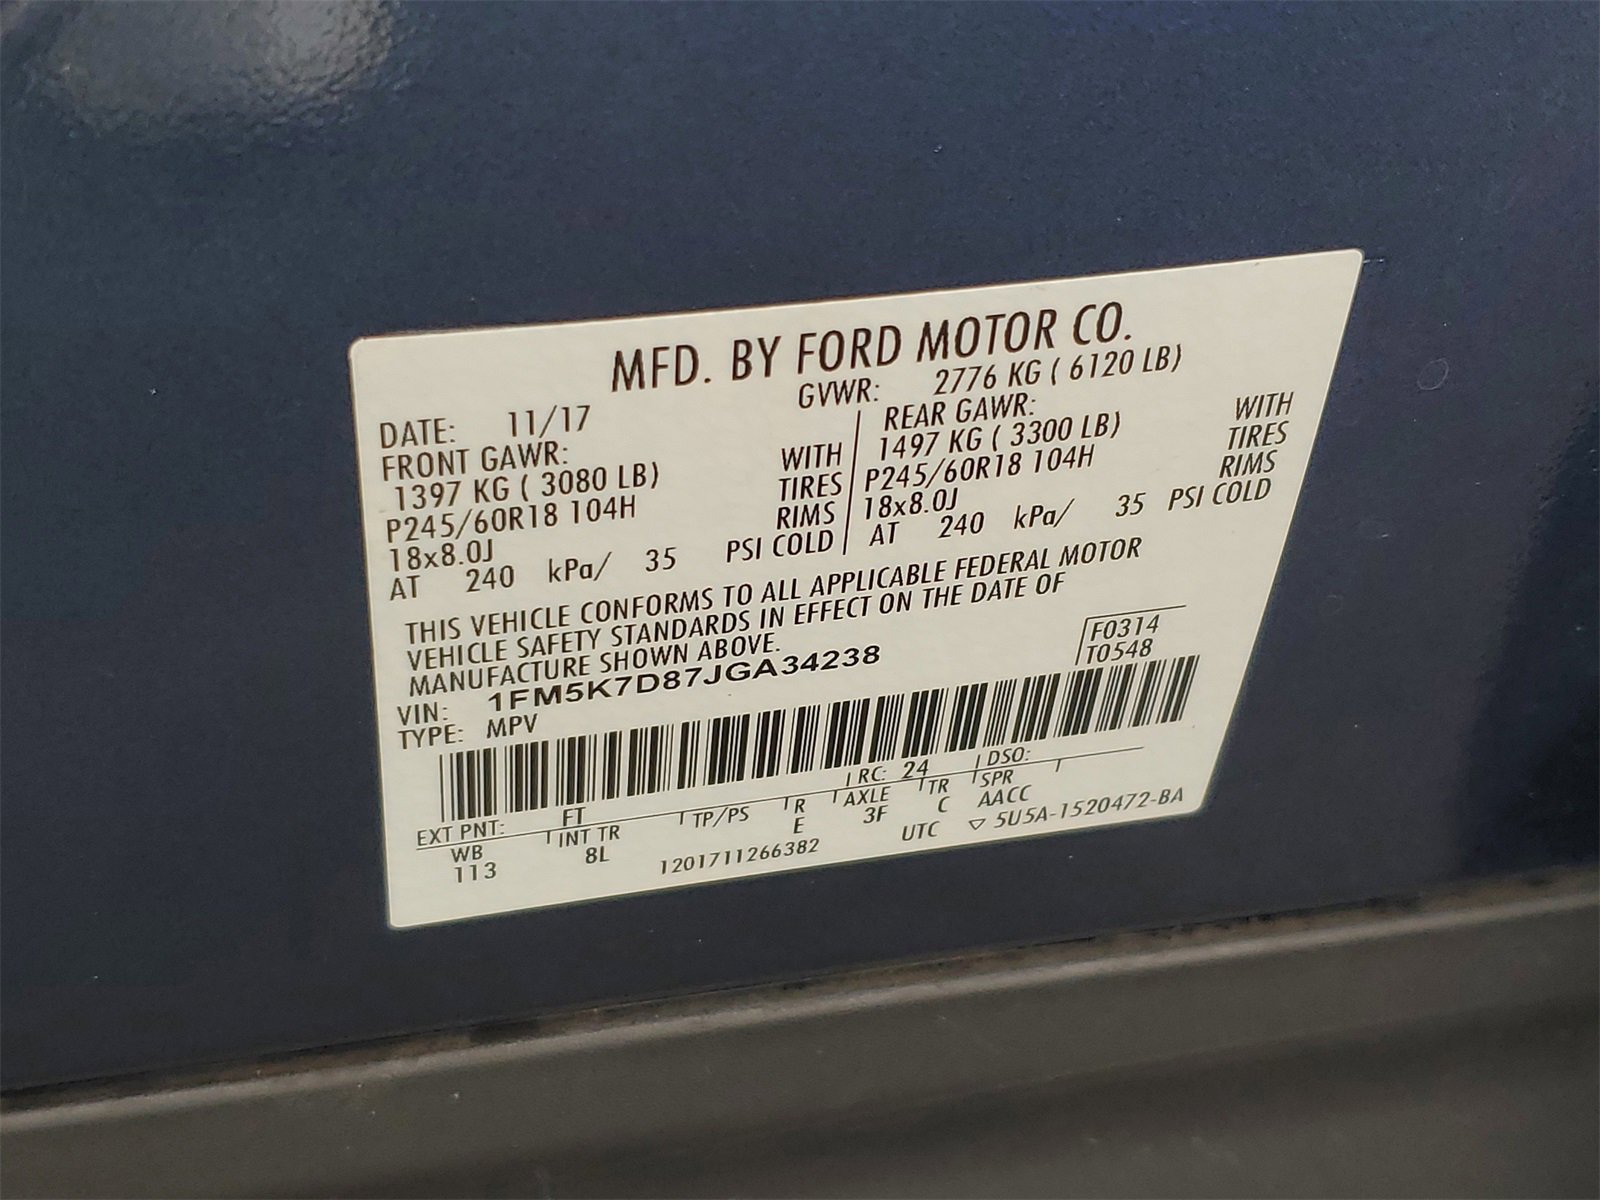 MFD. BY FORD MOTOR CO.
DATE: 11/17 GVWR: 2776 KG ( 6120 LB)
FRONT GAWR: REAR GAWR:
1397 KG ( 3080 LB) WITH 1497 KG ( 3300 LB) WITH
P245/60R18 104H TIRES P245/60R18 104H TIRES
18x8.0J RIMS 18x8.0J RIMS
AT 240 kPa/ 35 PSI COLD AT 240 kPa/ 35 PSI COLD
THIS VEHICLE CONFORMS TO ALL APPLICABLE FEDERAL MOTOR
VEHICLE SAFETY STANDARDS IN EFFECT ON THE DATE OF
MANUFACTURE SHOWN ABOVE.
F0314
T0548
VIN: 1FM5K7D87JGA34238
TYPE: MPV
EXT PNT: FT RC: 24 DSO:
WB INT TR TP/PS R AXLE TR SPR
113 8L E 3F C AACC
1201711266382 UTC ▽ 5U5A-1520472-BA